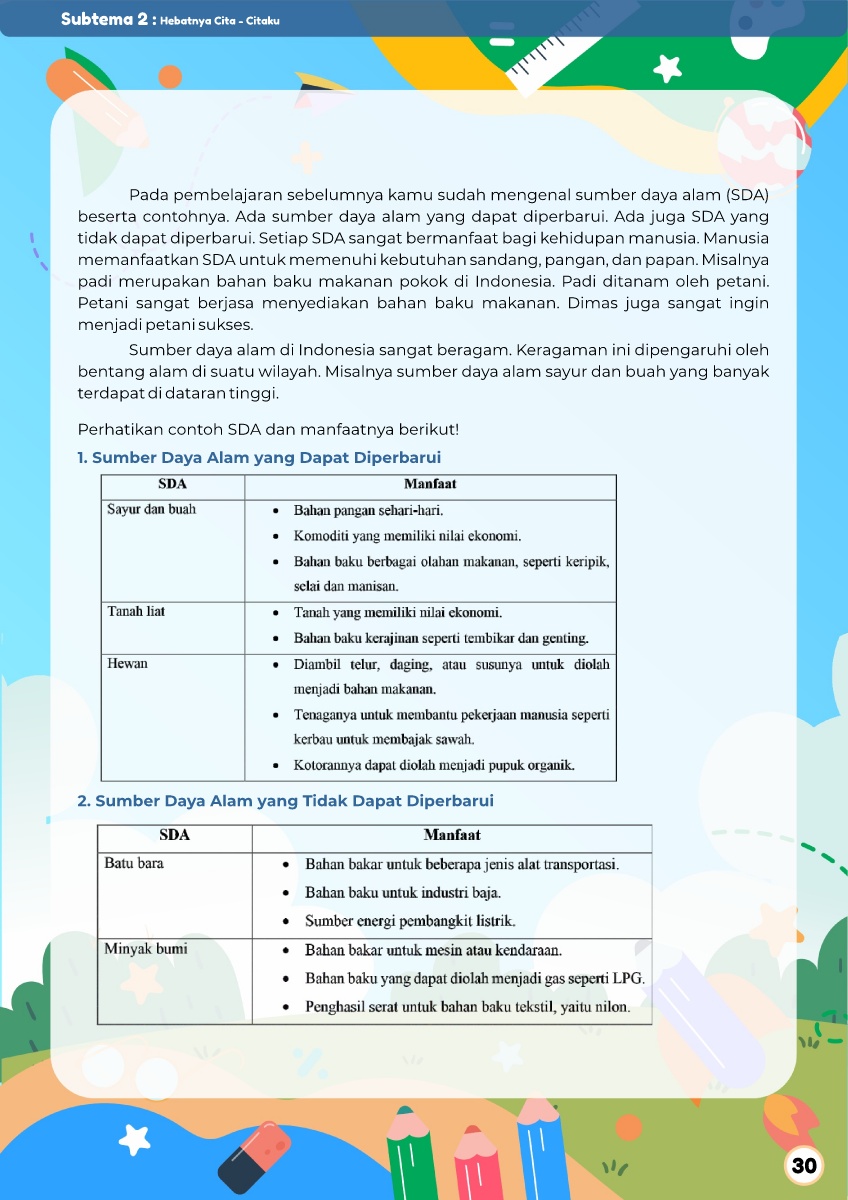 Subtema 2 : Hebatnya Cita - Citaku
Pada pembelajaran sebelumnya kamu sudah mengenal sumber daya alam (SDA)
beserta contohnya. Ada sumber daya alam yang dapat diperbarui. Ada juga SDA yang
tidak dapat diperbarui. Setiap SDA sangat bermanfaat bagi kehidupan manusia. Manusia
memanfaatkan SDA untuk memenuhi kebutuhan sandang, pangan, dan papan. Misalnya
padi merupakan bahan baku makanan pokok di Indonesia. Padi ditanam oleh petani.
Petani sangat berjasa menyediakan bahan baku makanan. Dimas juga sangat ingin
menjadi petani sukses.
Sumber daya alam di Indonesia sangat beragam. Keragaman ini dipengaruhi oleh
bentang alam di suatu wilayah. Misalnya sumber daya alam sayur dan buah yang banyak
terdapat di dataran tinggi.
Perhatikan contoh SDA dan manfaatnya berikut!
1. Sumber Daya Alam yang Dapat Diperbarui
SDA Manfaat
Sayur dan buah
• Bahan pangan sehari-hari.
• Komoditi yang memiliki nilai ekonomi.
• Bahan baku berbagai olahan makanan, seperti keripik,
selai dan manisan.
Tanah liat
• Tanah yang memiliki nilai ekonomi.
• Bahan baku kerajinan seperti tembikar dan genting.
Hewan
• Diambil telur, daging, atau susunya untuk diolah
menjadi bahan makanan.
• Tenaganya untuk membantu pekerjaan manusia seperti
kerbau untuk membajak sawah.
• Kotorannya dapat diolah menjadi pupuk organik.
2. Sumber Daya Alam yang Tidak Dapat Diperbarui
SDA Manfaat
Batu bara
• Bahan bakar untuk beberapa jenis alat transportasi.
• Bahan baku untuk industri baja.
• Sumber energi pembangkit listrik.
Minyak bumi
• Bahan bakar untuk mesin atau kendaraan.
• Bahan baku yang dapat diolah menjadi gas seperti LPG.
• Penghasil serat untuk bahan baku tekstil, yaitu nilon.
30